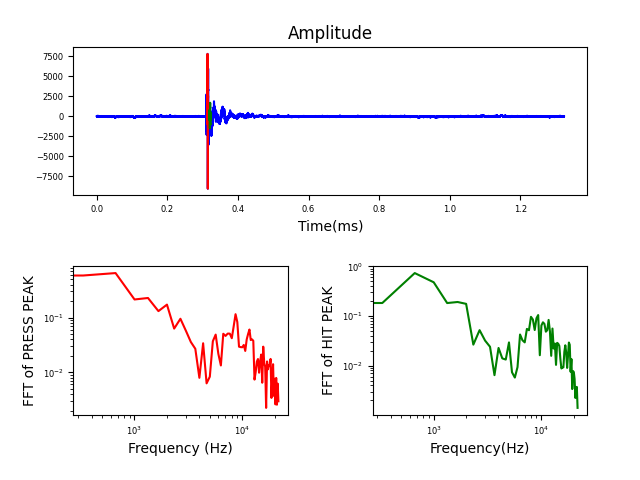 Amplitude
7500
5000
2500
0
−2500
−5000
−7500
0.0 0.2 0.4 0.6 0.8 1.0 1.2
Time(ms)
FFT of PRESS PEAK
10⁻¹
10⁻²
10³ 10⁴
Frequency (Hz)
FFT of HIT PEAK
10⁰
10⁻¹
10⁻²
10³ 10⁴
Frequency(Hz)